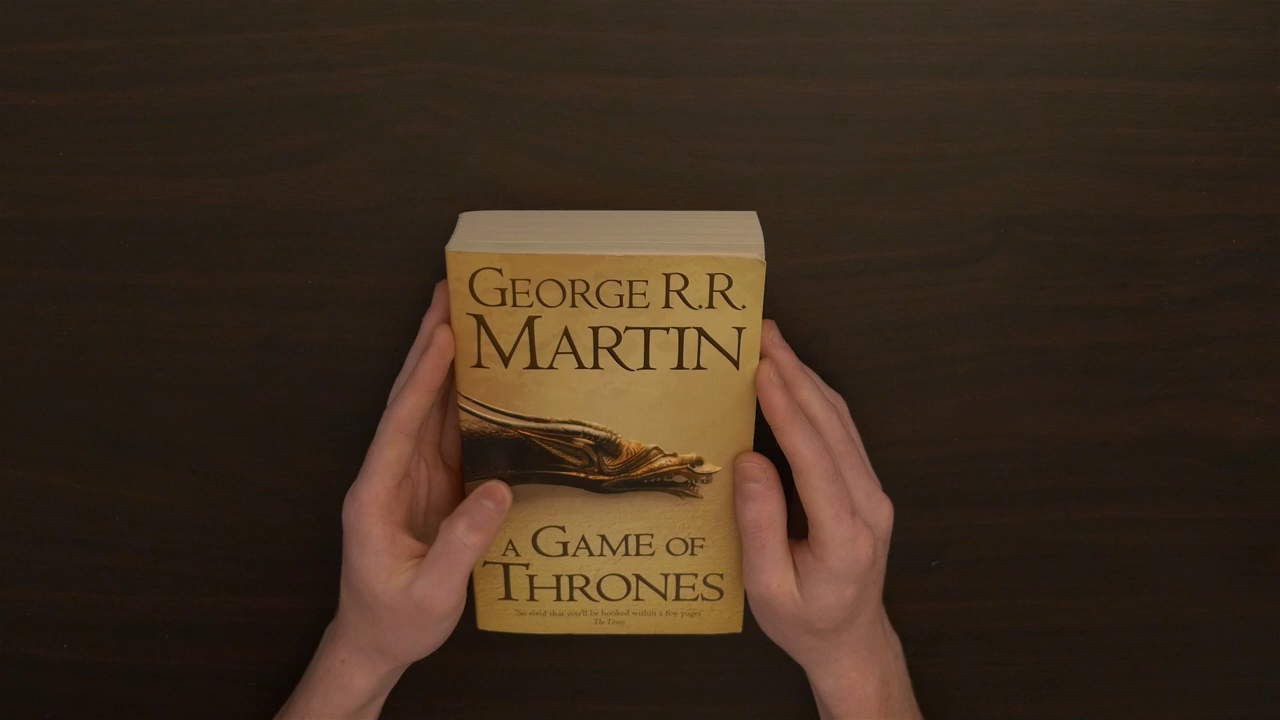 GEORGE R.R.
MARTIN
A GAME OF
THRONES
'So vivid that you'll be hooked within a few pages'
The Times